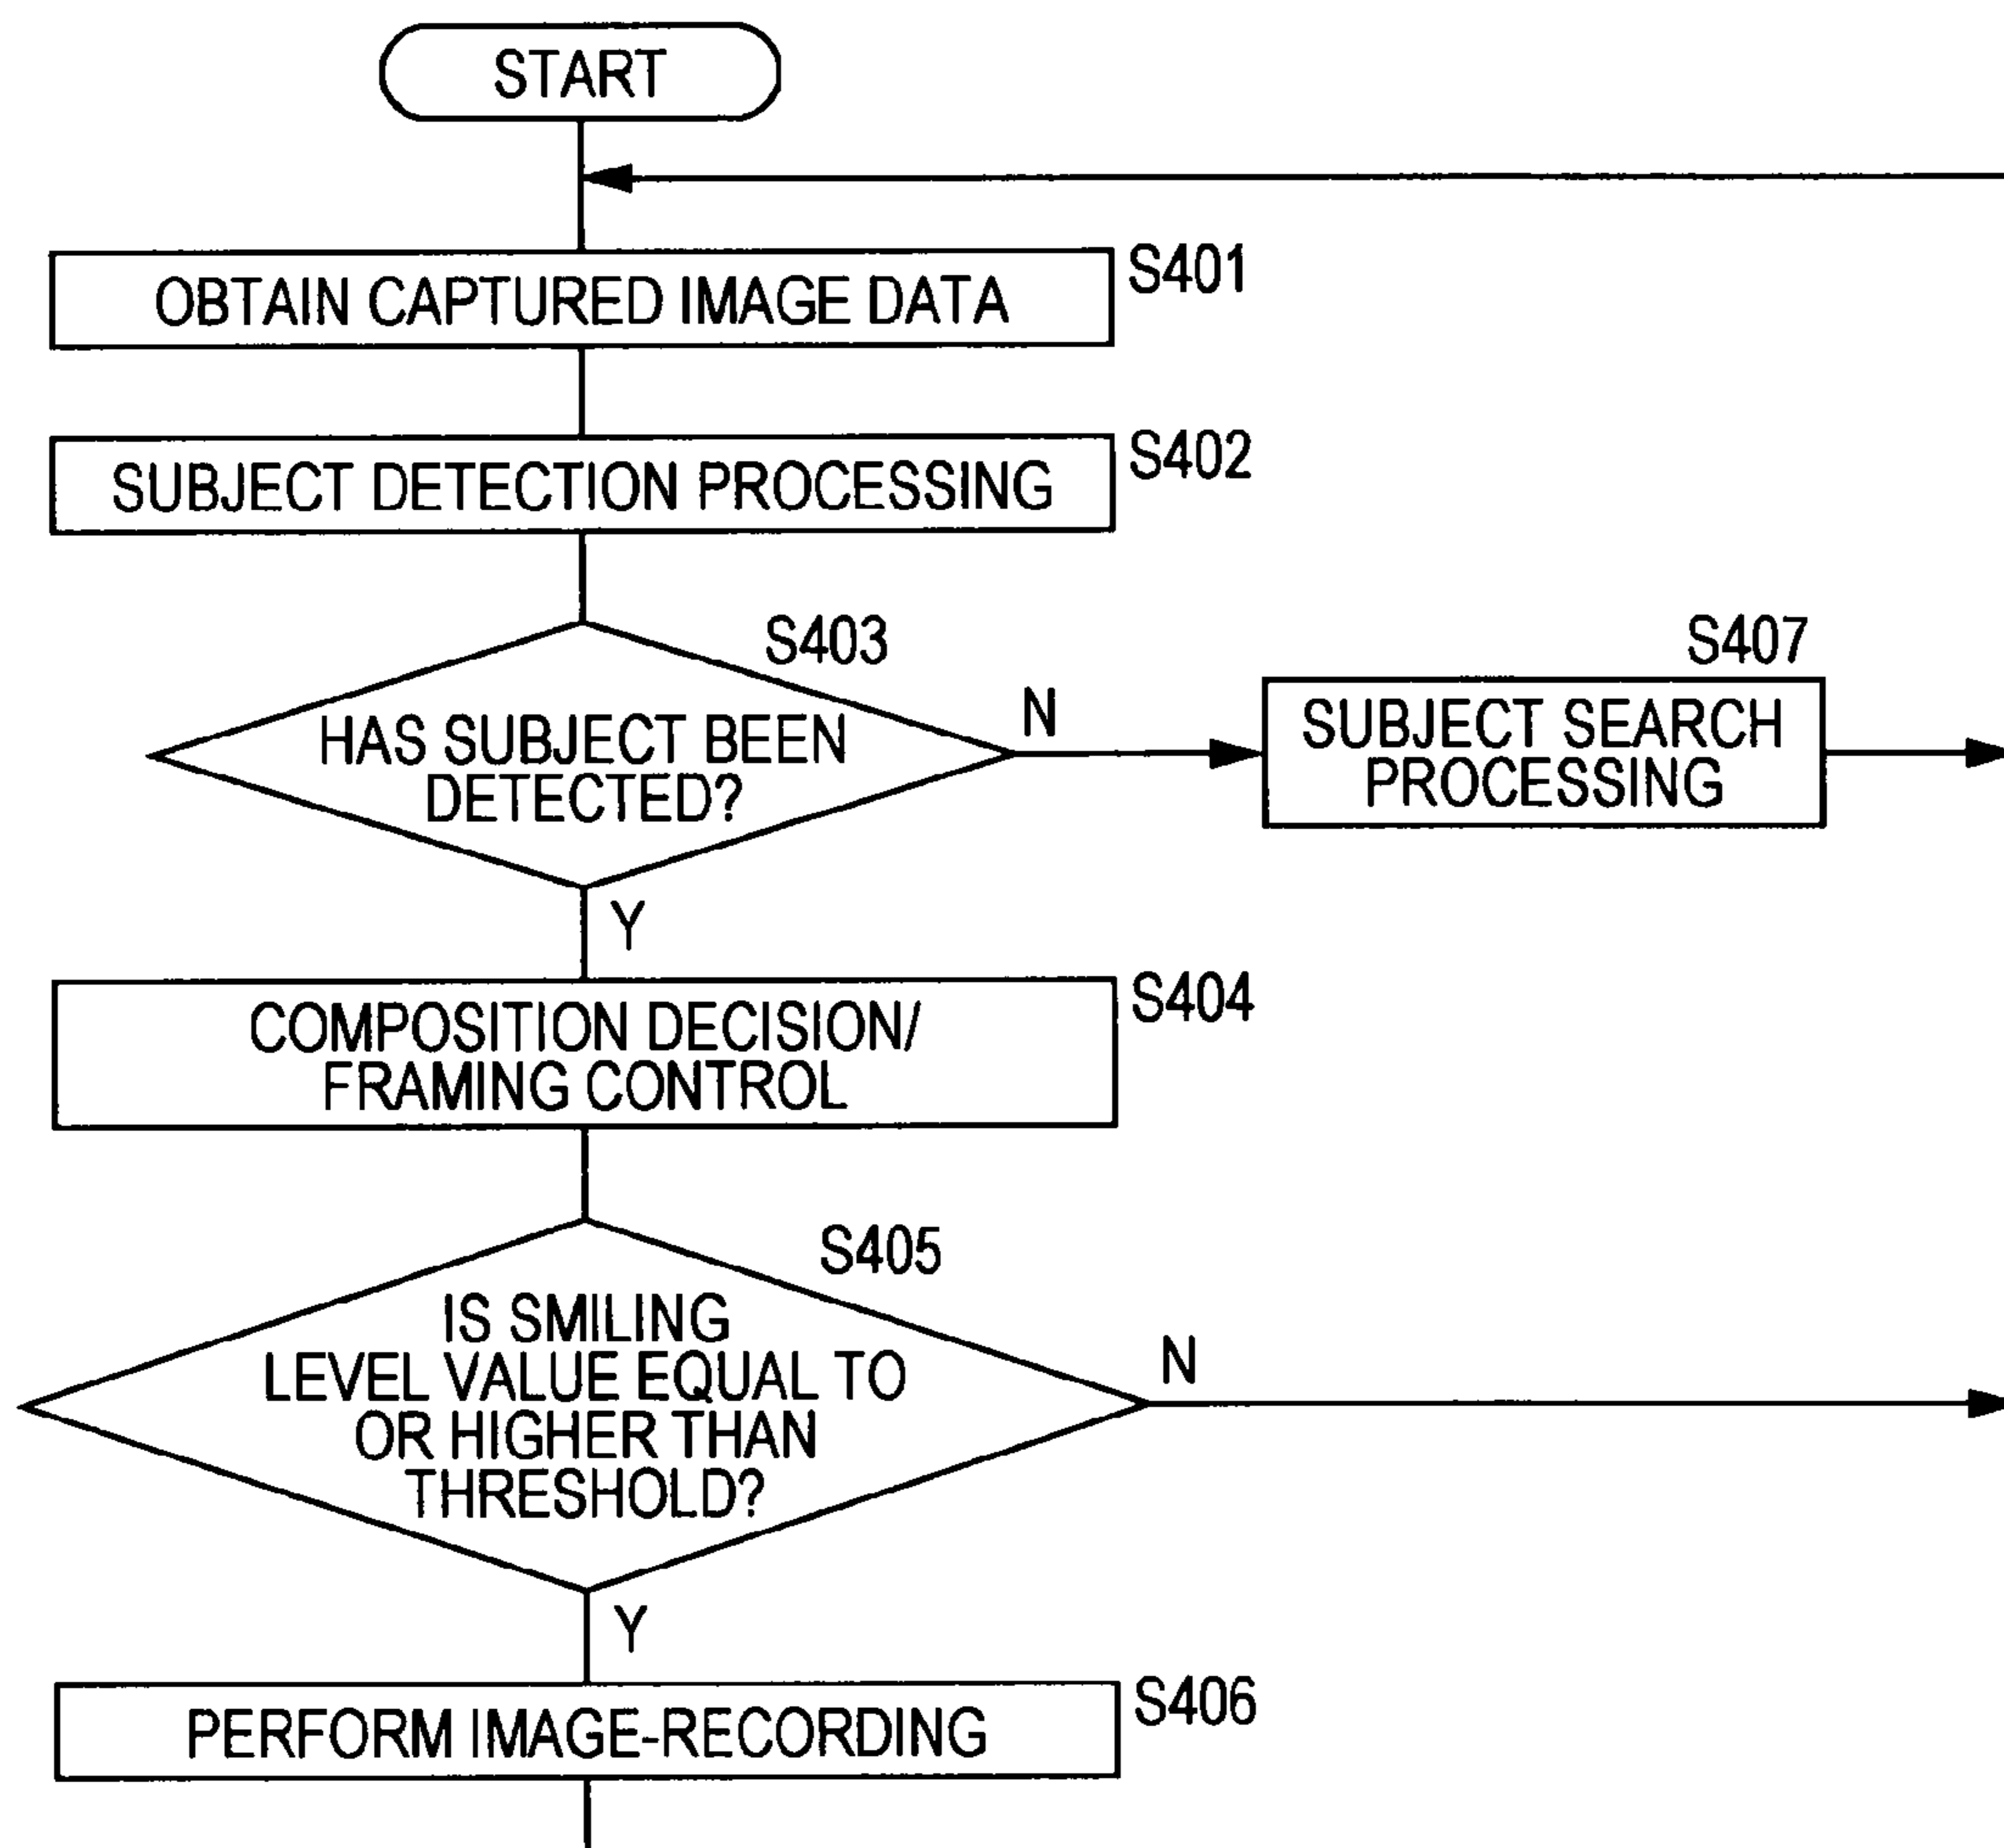 START
OBTAIN CAPTURED IMAGE DATA
S401
SUBJECT DETECTION PROCESSING
S402
S403
HAS SUBJECT BEEN
DETECTED?
N
S407
SUBJECT SEARCH
PROCESSING
Y
COMPOSITION DECISION/
FRAMING CONTROL
S404
S405
IS SMILING
LEVEL VALUE EQUAL TO
OR HIGHER THAN
THRESHOLD?
N
Y
PERFORM IMAGE-RECORDING
S406